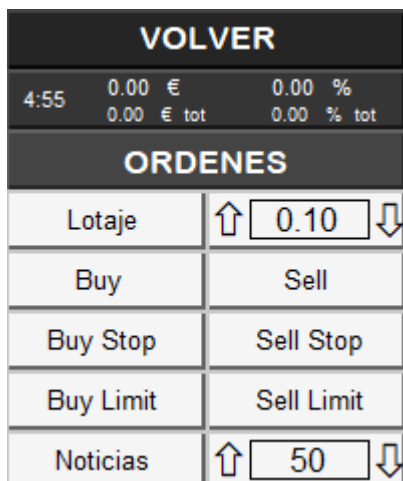 VOLVER
4:55 0.00 € 0.00 %
0.00 € tot 0.00 % tot
ORDENES
Lotaje 0.10
Buy Sell
Buy Stop Sell Stop
Buy Limit Sell Limit
Noticias 50